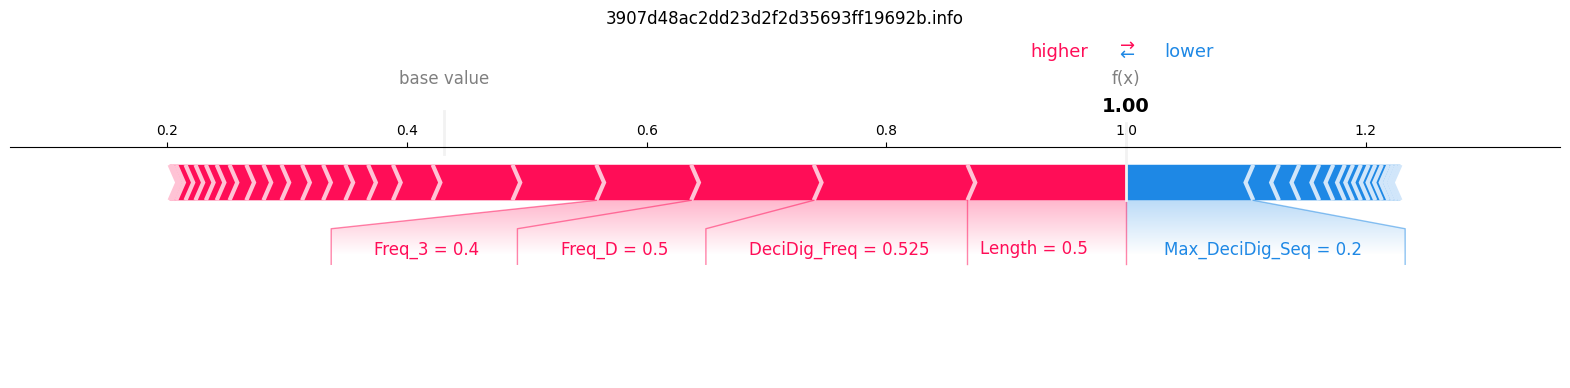 3907d48ac2dd23d2f2d35693ff19692b.info
higher → ← lower
base value f(x)
1.00
0.2 0.4 0.6 0.8 1 0 1.2
Freq_3 = 0.4 Freq_D = 0.5 DeciDig_Freq = 0.525 Length = 0.5 Max_DeciDig_Seq = 0.2